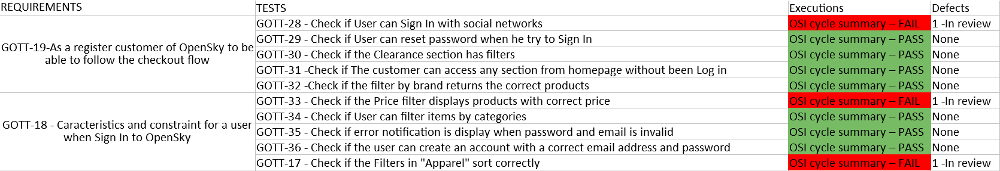 REQUIREMENTS TESTS Executions Defects
GOTT-28 - Check if User can Sign In with social networks OSI cycle summary – FAIL 1 -In review
GOTT-29 - Check if User can reset password when he try to Sign In OSI cycle summary – PASS None
GOTT-19-As a register customer of OpenSky to be
able to follow the checkout flow
GOTT-30 - Check if the Clearance section has filters OSI cycle summary – PASS None
GOTT-31 -Check if The customer can access any section from homepage without been Log in OSI cycle summary – PASS None
GOTT-32 -Check if the filter by brand returns the correct products OSI cycle summary – PASS None
GOTT-33 - Check if the Price filter displays products with correct price OSI cycle summary – FAIL 1 -In review
GOTT-34 - Check if User can filter items by categories OSI cycle summary – PASS None
GOTT-18 - Caracteristics and constraint for a user
when Sign In to OpenSky
GOTT-35 - Check if error notification is display when password and email is invalid OSI cycle summary – PASS None
GOTT-36 - Check if the user can create an account with a correct email address and password OSI cycle summary – PASS None
GOTT-17 - Check if the Filters in "Apparel" sort correctly OSI cycle summary – FAIL 1 -In review